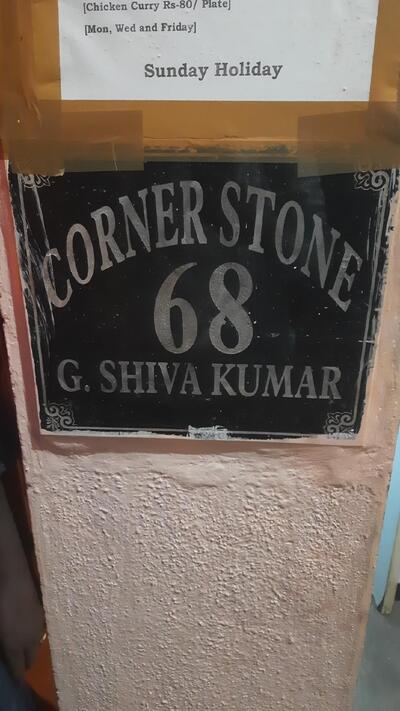 [Chicken Curry Rs-80/ Plate]
[Mon, Wed and Friday]
Sunday Holiday
CORNER STONE
68
G. SHIVA KUMAR